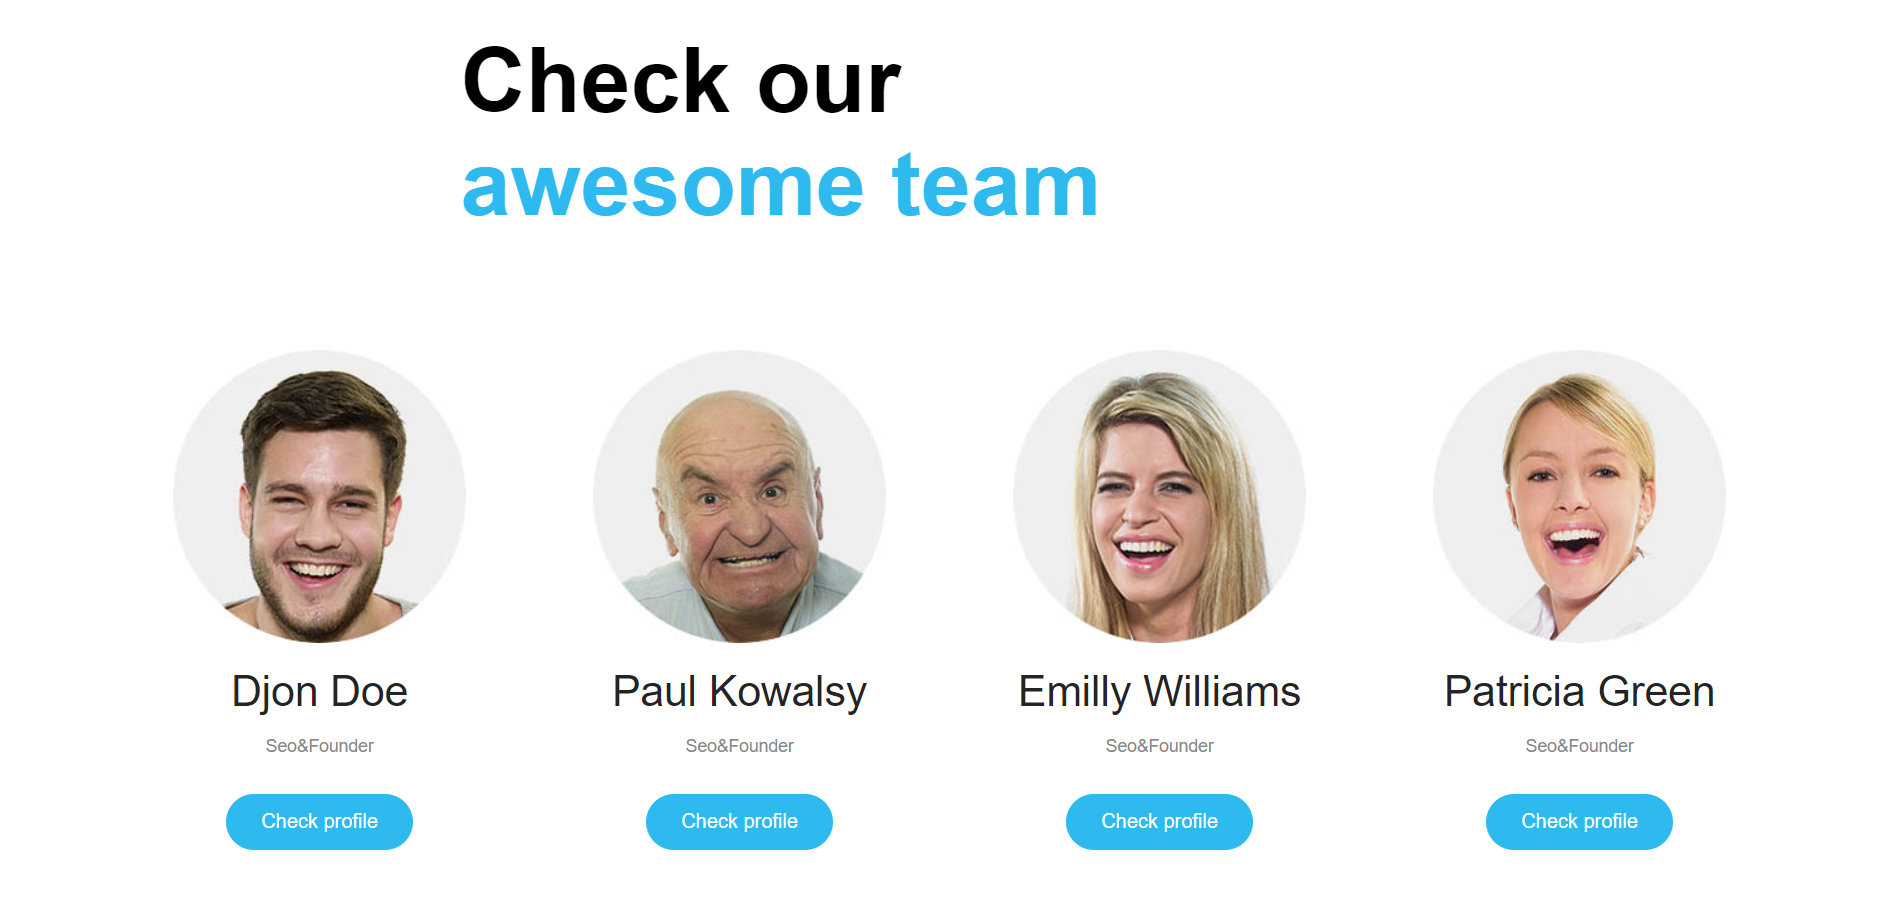 Check our
awesome team
Djon Doe
Seo&Founder
Check profile
Paul Kowalsy
Seo&Founder
Check profile
Emilly Williams
Seo&Founder
Check profile
Patricia Green
Seo&Founder
Check profile